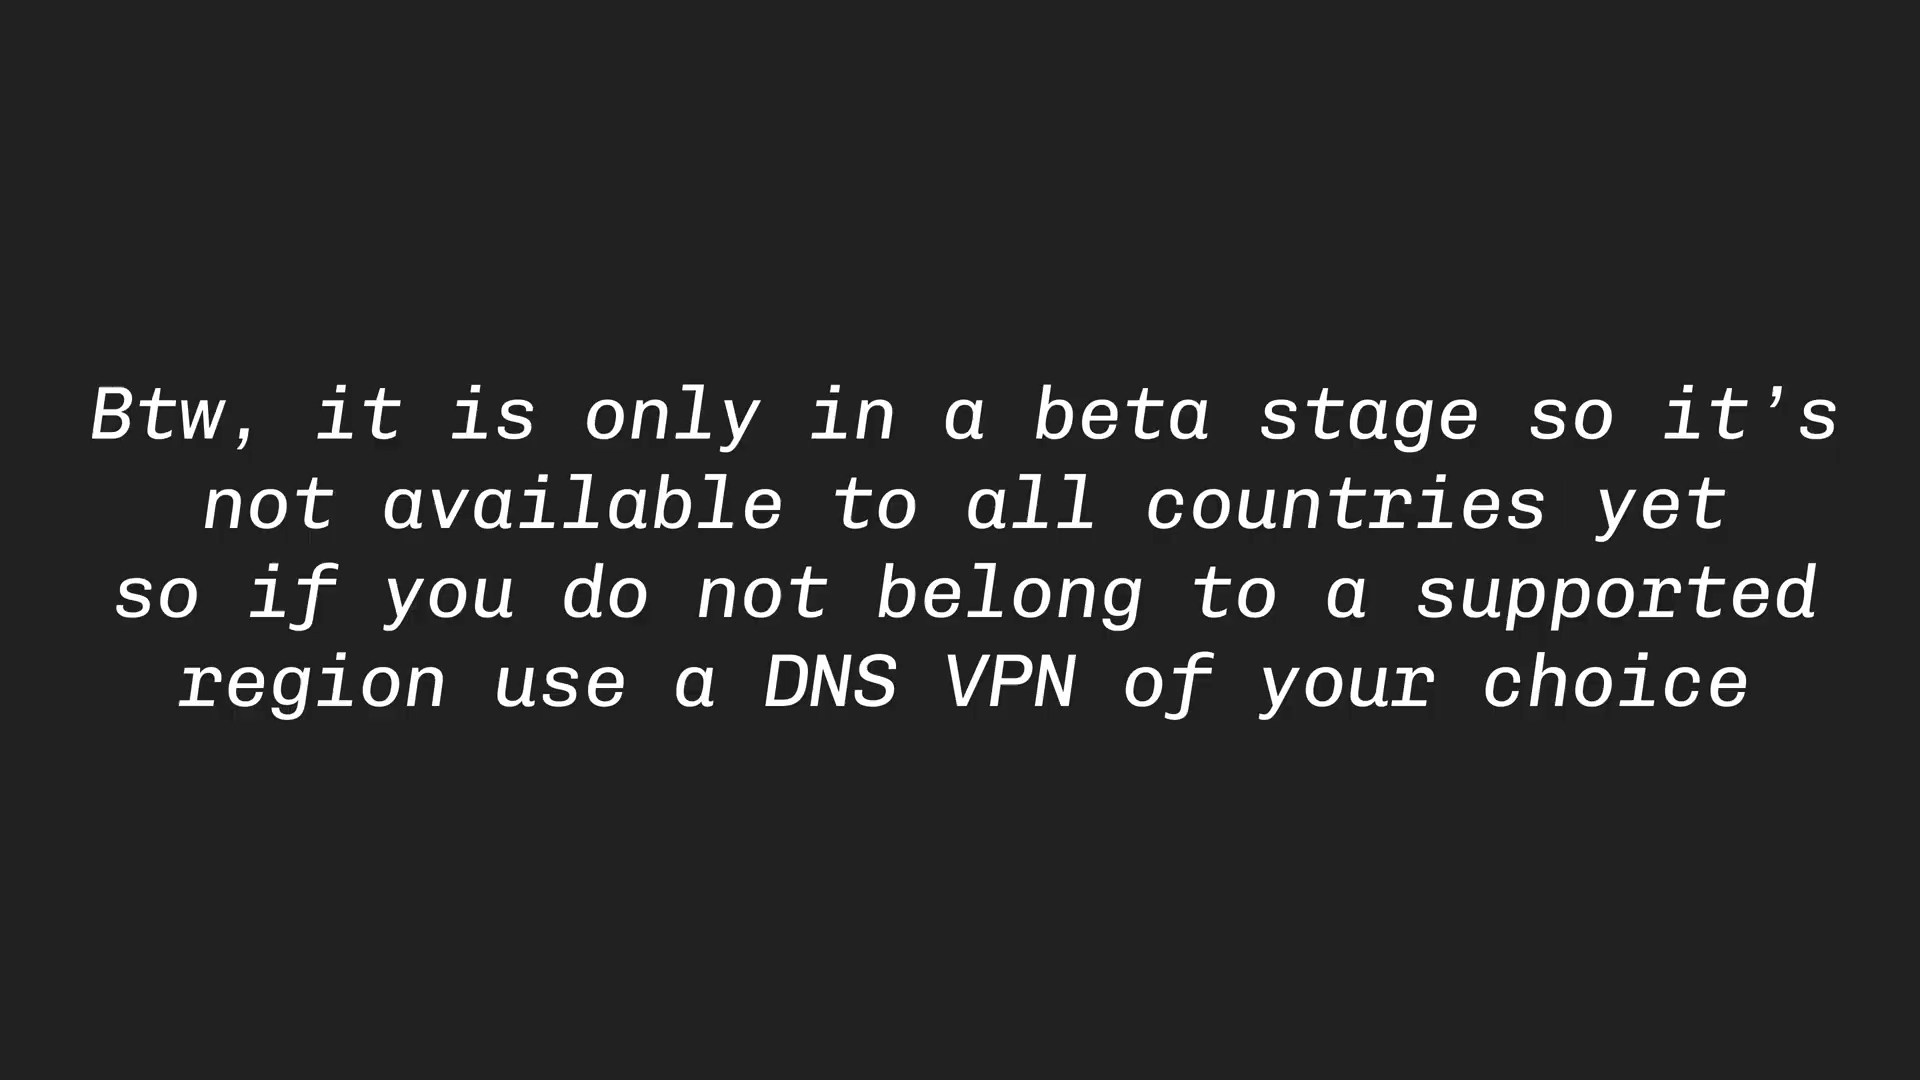 Btw, it is only in a beta stage so it’s
not available to all countries yet
so if you do not belong to a supported
region use a DNS VPN of your choice